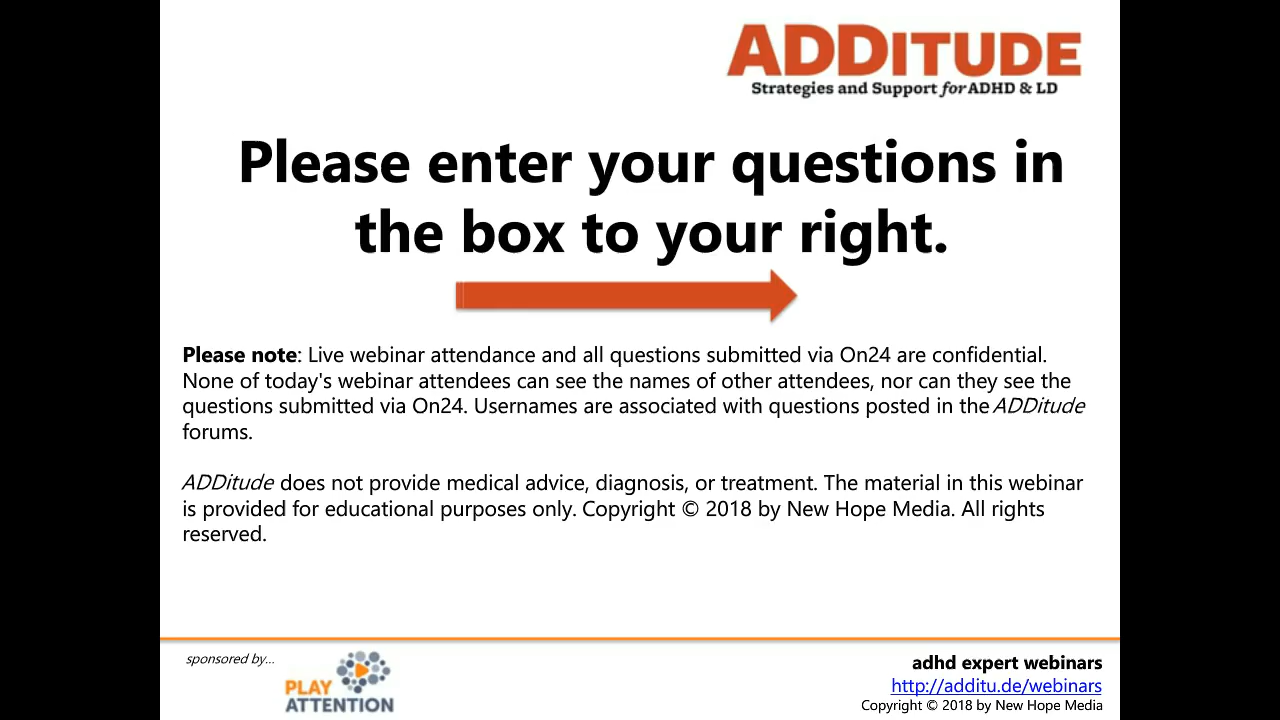 ADDITUDE
Strategies and Support for ADHD & LD
Please enter your questions in
the box to your right.
Please note: Live webinar attendance and all questions submitted via On24 are confidential.
None of today's webinar attendees can see the names of other attendees, nor can they see the
questions submitted via On24. Usernames are associated with questions posted in the ADDitude
forums.
ADDitude does not provide medical advice, diagnosis, or treatment. The material in this webinar
is provided for educational purposes only. Copyright © 2018 by New Hope Media. All rights
reserved.
sponsored by...
PLAY
ATTENTION
adhd expert webinars
http://additu.de/webinars
Copyright © 2018 by New Hope Media